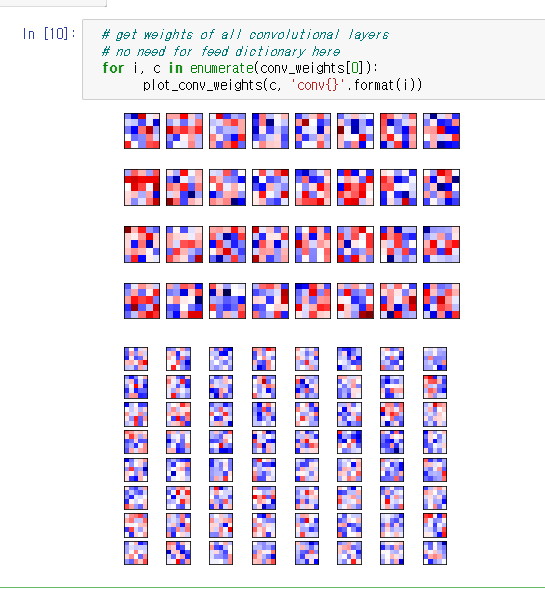 In [10]:
# get weights of all convolutional layers
# no need for feed dictionary here
for i, c in enumerate(conv_weights[0]):
    plot_conv_weights(c, 'conv{}'.format(i))